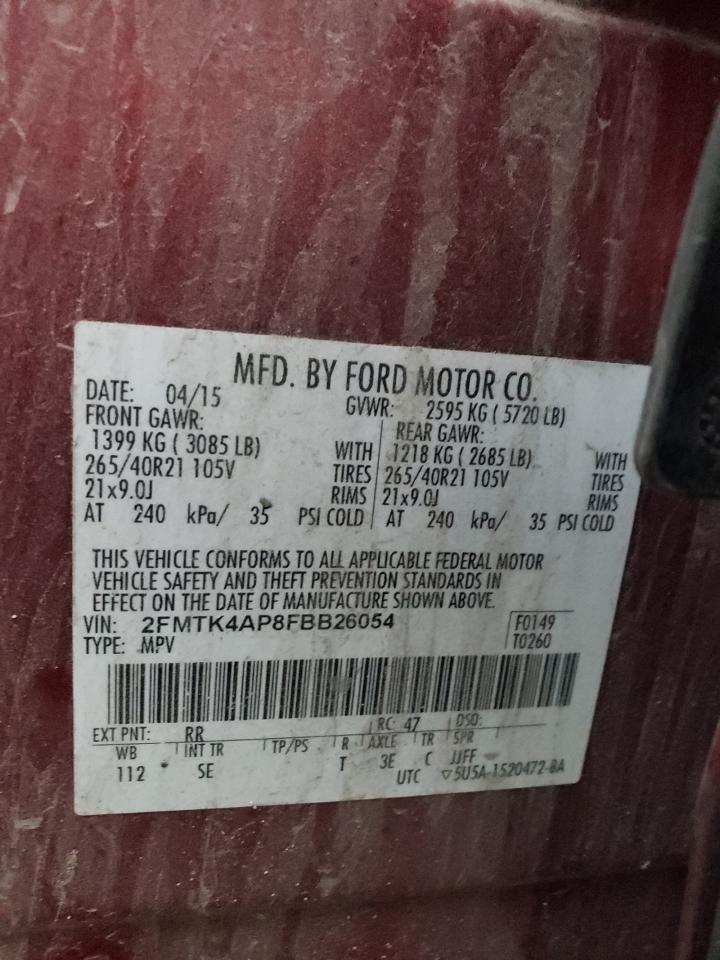 MFD. BY FORD MOTOR CO.
DATE: 04/15 GVWR: 2595 KG ( 5720 LB)
FRONT GAWR: REAR GAWR:
1399 KG ( 3085 LB) WITH 1218 KG ( 2685 LB) WITH
265/40R21 105V TIRES 265/40R21 105V TIRES
21x9.0J RIMS 21x9.0J RIMS
AT 240 kPa/ 35 PSI COLD AT 240 kPa/ 35 PSI COLD
THIS VEHICLE CONFORMS TO ALL APPLICABLE FEDERAL MOTOR
VEHICLE SAFETY AND THEFT PREVENTION STANDARDS IN
EFFECT ON THE DATE OF MANUFACTURE SHOWN ABOVE.
VIN: 2FMTK4AP8FBB26054 F0149
TYPE: MPV T0260
EXT PNT: RR RC: 47 DSO:
WB INT TR TP/PS R AXLE TR SPR
112 SE T 3E C JJFF
UTC ▽5U5A-1520472-BA